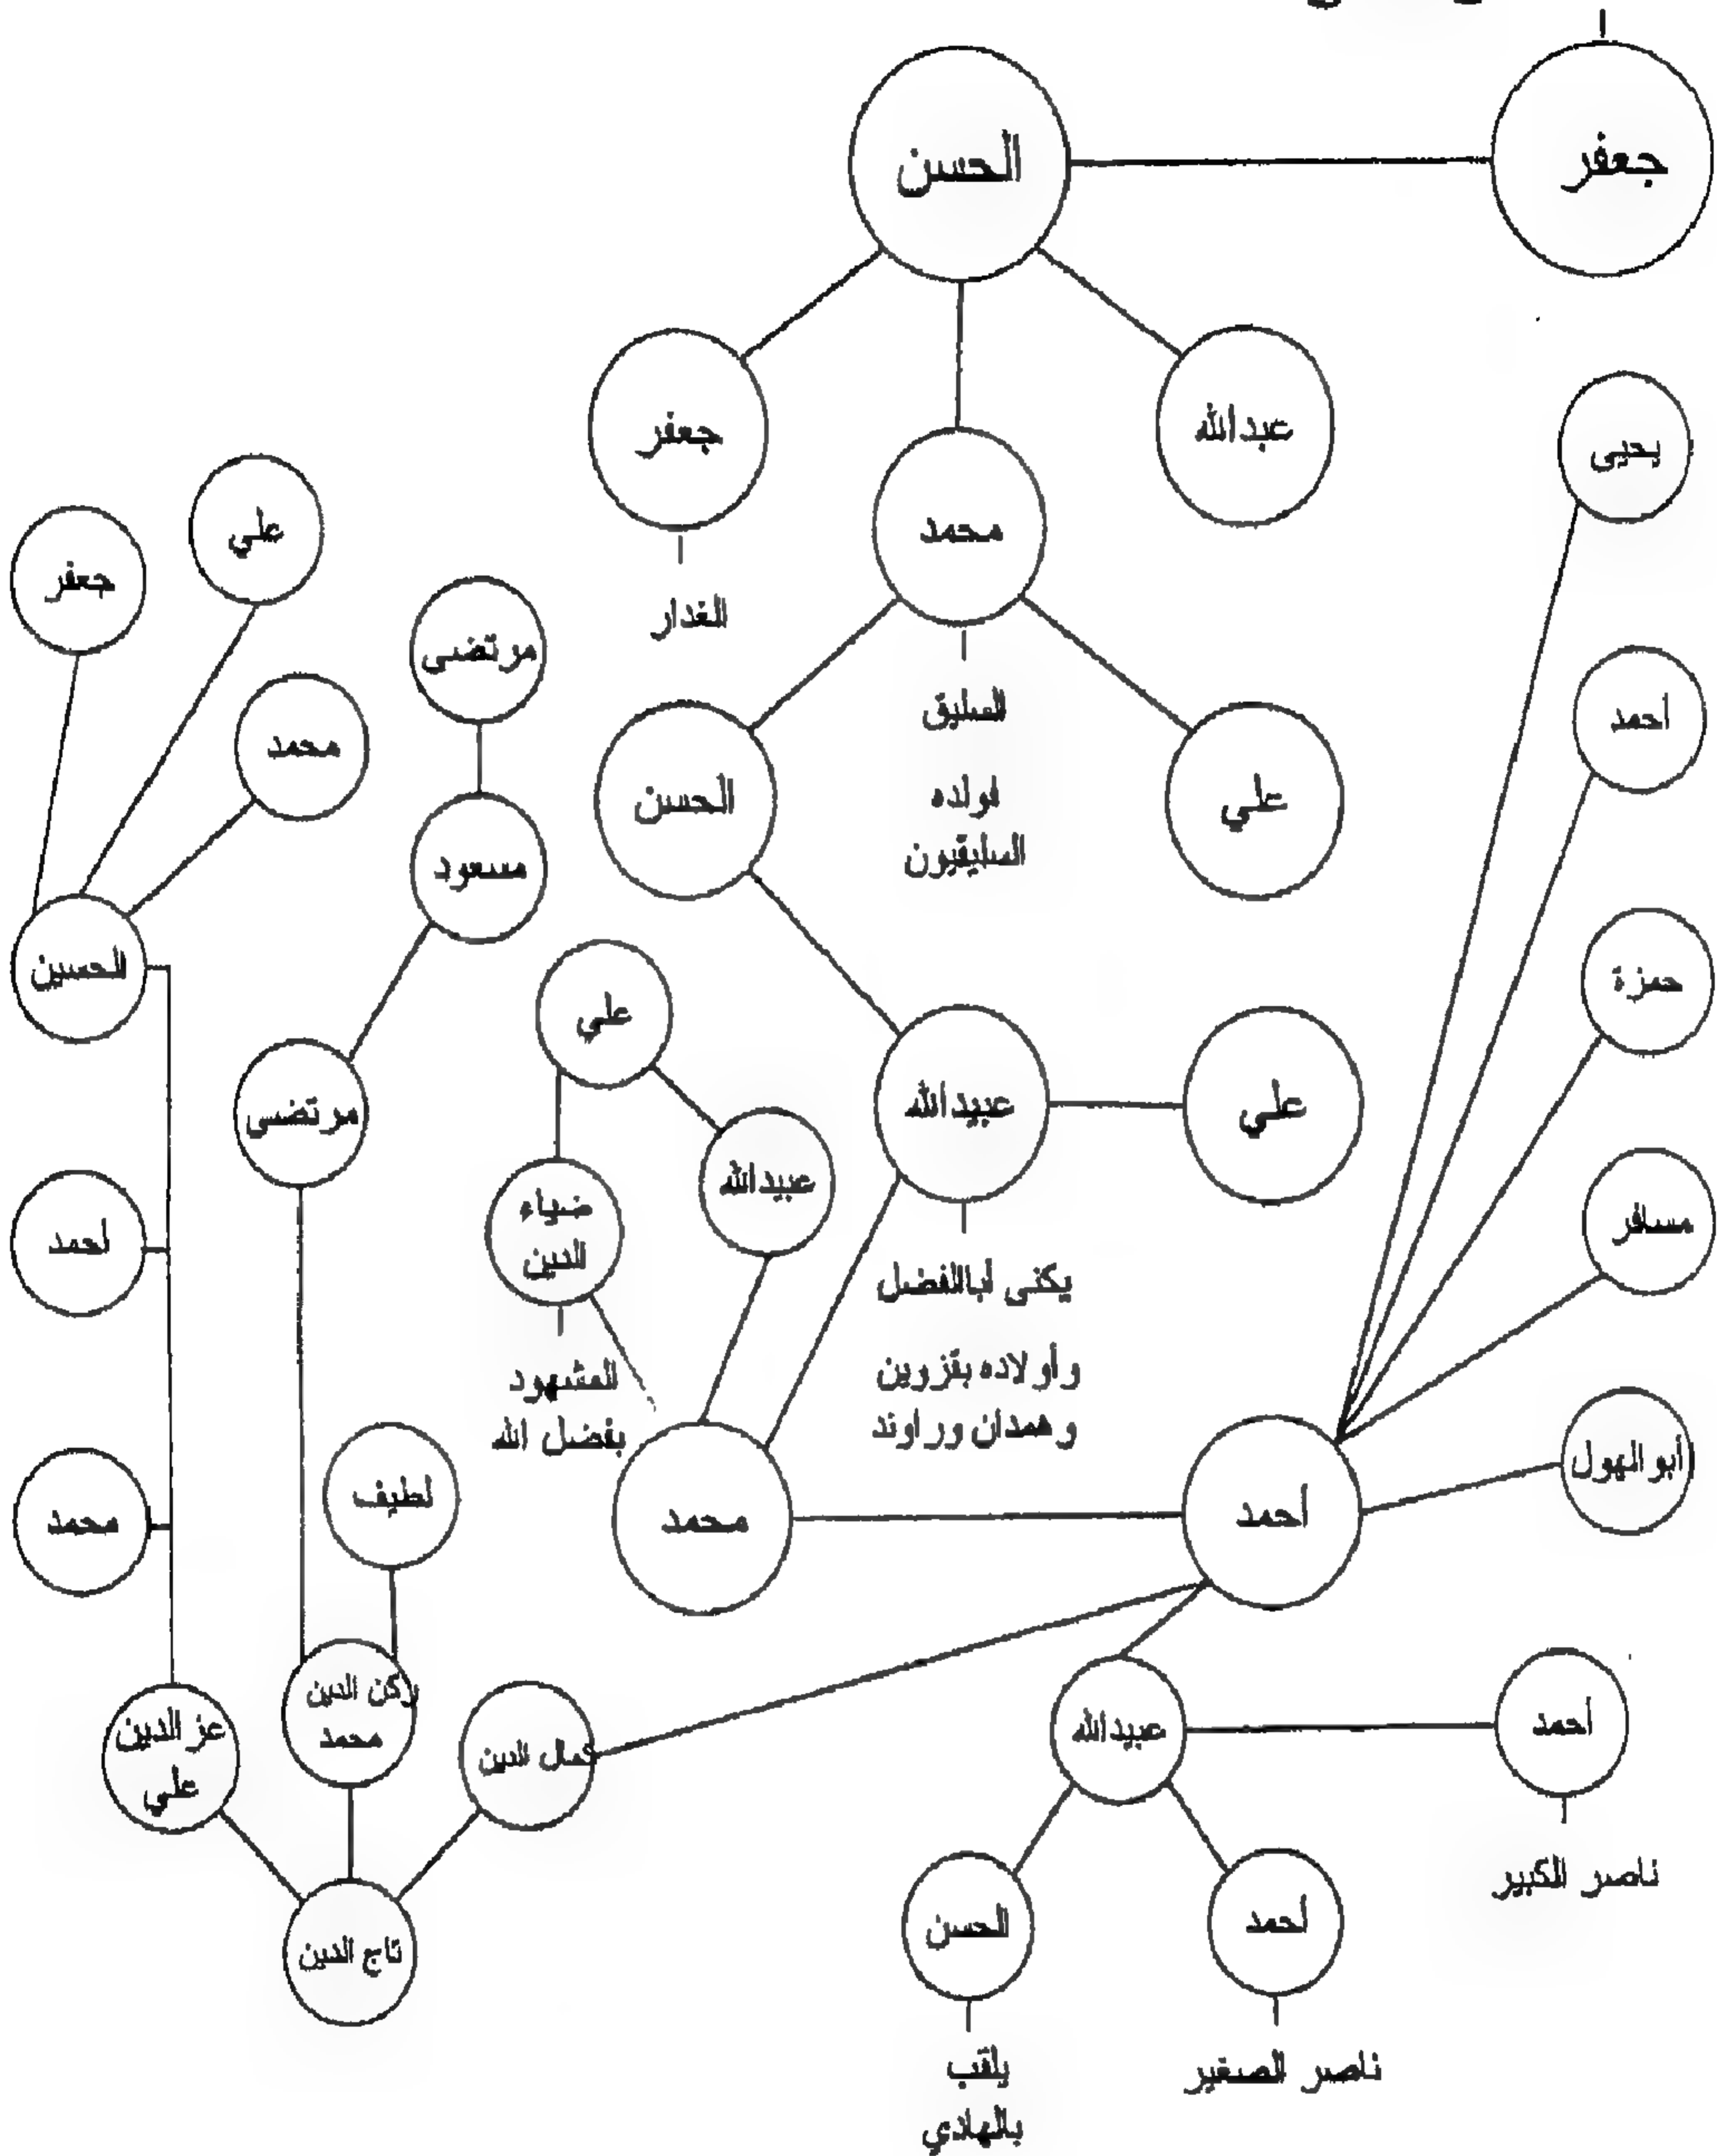 جعفر
الحسن
عبدالله
محمد
جعفر
الغدار
السليق
فولده
السليقيون
علي
الحسن
عبيدالله
علي
يكنى أباالفضل
وأولاده بقزوين
وهمدان وراوند
يحيى
أحمد
حمزة
مسافر
أبو الهول
أحمد
محمد
عبيدالله
علي
ضياء
الدين
المشهود
بفضل الله
عبيدالله
أحمد
ناصر الكبير
أحمد
ناصر الصغير
الحسن
يلقب
بالهادي
كمال الدين
تاج الدين
ركن الدين
محمد
لطيف
مرتضى
مسعود
مرتضى
عز الدين
علي
محمد
أحمد
الحسين
محمد
علي
جعفر